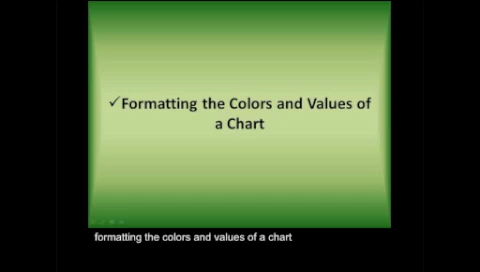 ✓Formatting the Colors and Values of
a Chart
formatting the colors and values of a chart